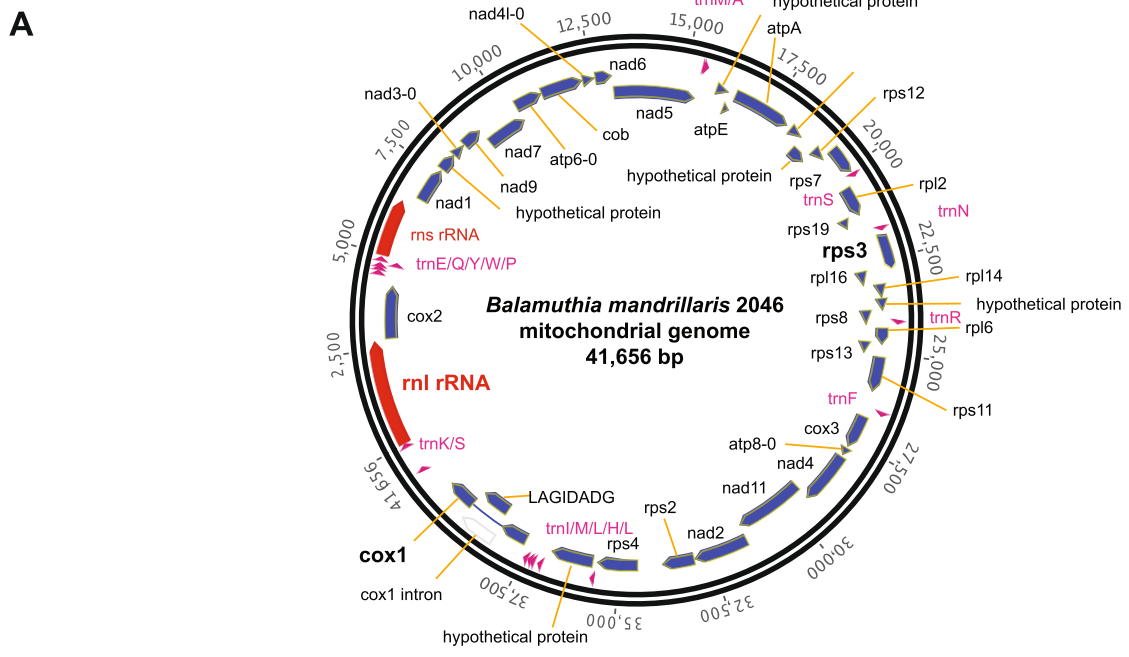 A
trnM/A
hypothetical protein
nad4l-0
12,500
15,000
atpA
10,000
nad6
17,500
nad3-0
nad5
rps12
7,500
cob
atpE
20,000
nad7
atp6-0
hypothetical protein
rps7
nad9
rpl2
nad1
hypothetical protein
trnS
trnN
5,000
rns rRNA
rps19
22,500
rps3
trnE/Q/Y/W/P
rpl16
rpl14
Balamuthia mandrillaris 2046
mitochondrial genome
41,656 bp
hypothetical protein
cox2
rps8
trnR
rpl6
2,500
rps13
25,000
rnl rRNA
trnF
rps11
cox3
trnK/S
atp8-0
nad4
27,500
41,656
nad11
LAGIDADG
rps2
trnI/M/L/H/L
nad2
rps4
cox1
30,000
cox1 intron
37,500
32,500
35,000
hypothetical protein